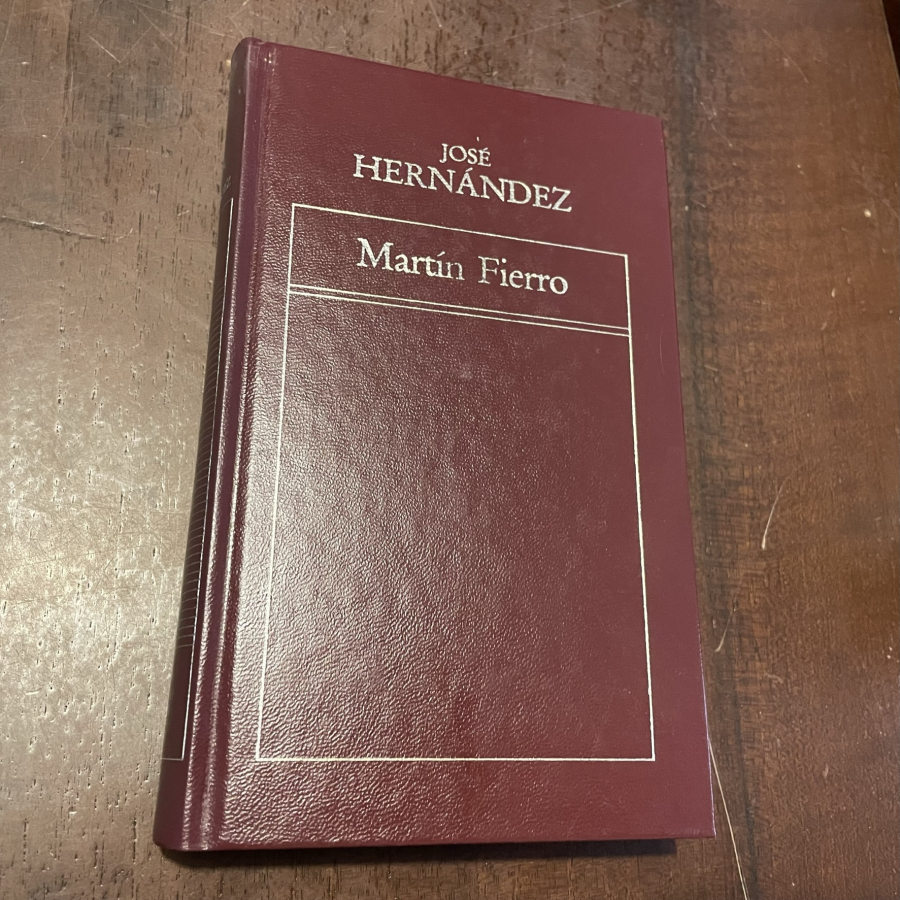 JOSÉ
HERNÁNDEZ
Martín Fierro